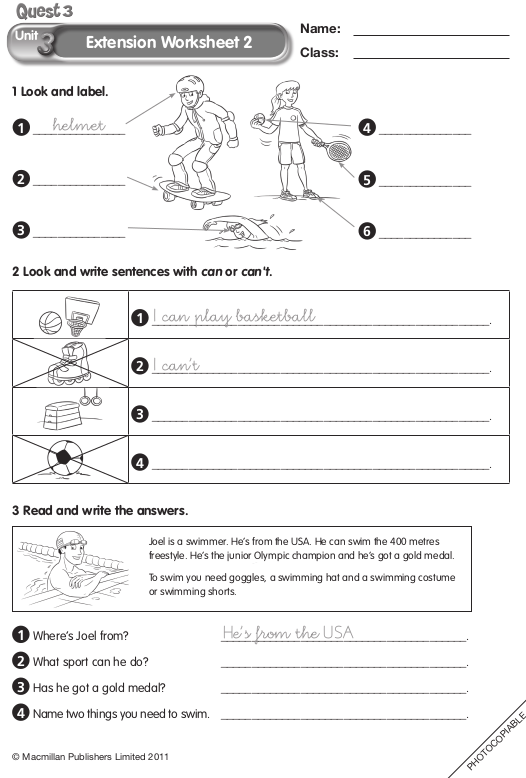 Quest 3
Unit 3
Extension Worksheet 2
Name:
Class:
1 Look and label.
1 helmet
2
3
4
5
6
2 Look and write sentences with can or can't.
1 I can play basketball.
2 I can't.
3 .
4 .
3 Read and write the answers.
Joel is a swimmer. He's from the USA. He can swim the 400 metres
freestyle. He's the junior Olympic champion and he's got a gold medal.
To swim you need goggles, a swimming hat and a swimming costume
or swimming shorts.
1 Where's Joel from? He's from the USA.
2 What sport can he do? .
3 Has he got a gold medal? .
4 Name two things you need to swim. .
© Macmillan Publishers Limited 2011
PHOTOCOPIABLE